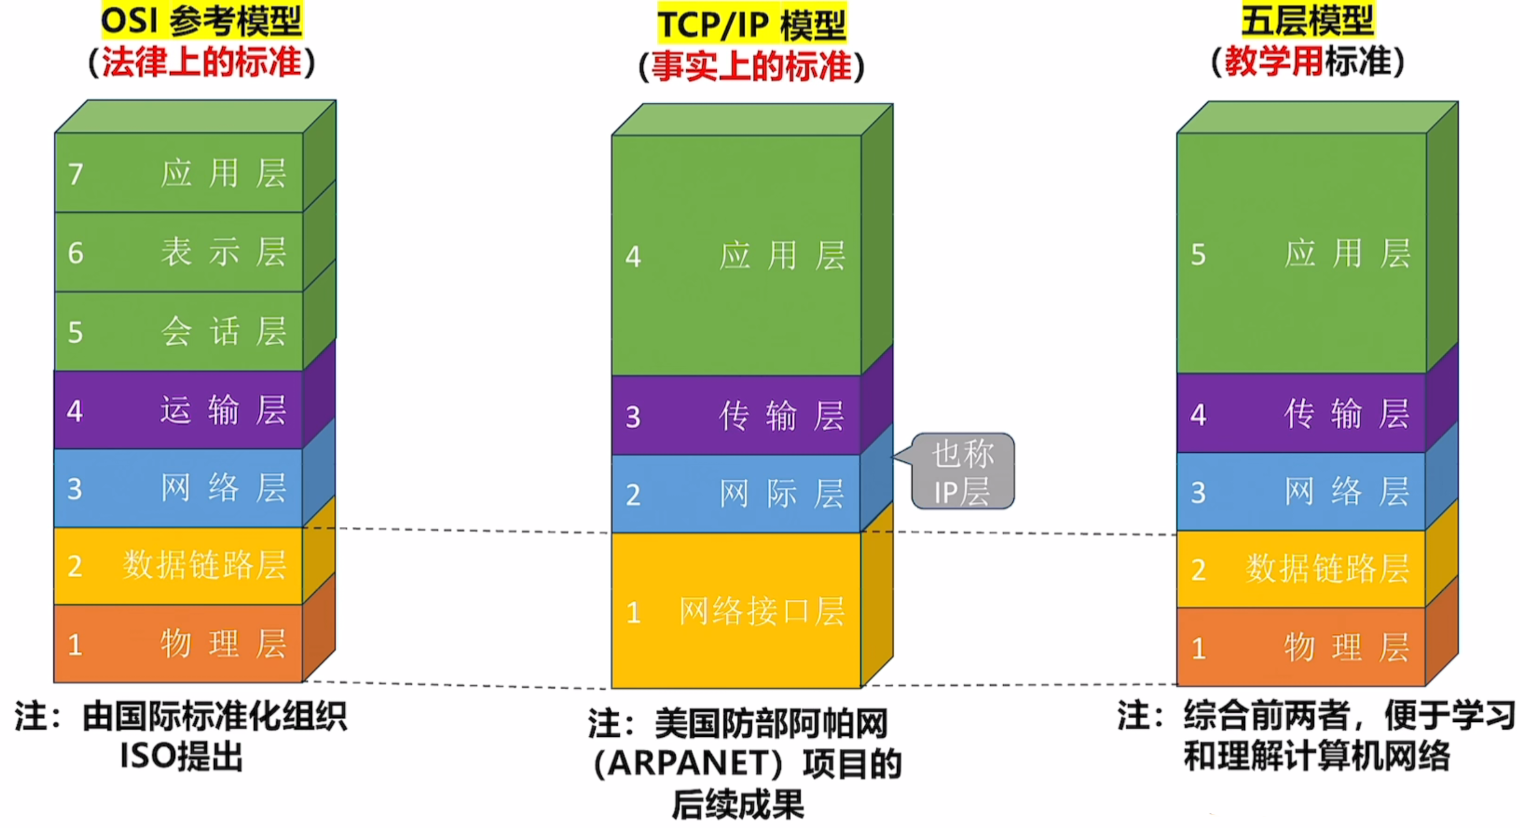 OSI 参考模型
（法律上的标准）
7 应用层
6 表示层
5 会话层
4 运输层
3 网络层
2 数据链路层
1 物理层
注：由国际标准化组织
ISO提出
TCP/IP 模型
（事实上的标准）
4 应用层
3 传输层
2 网际层
1 网络接口层
也称
IP层
注：美国防部阿帕网
（ARPANET）项目的
后续成果
五层模型
（教学用标准）
5 应用层
4 传输层
3 网络层
2 数据链路层
1 物理层
注：综合前两者，便于学习
和理解计算机网络